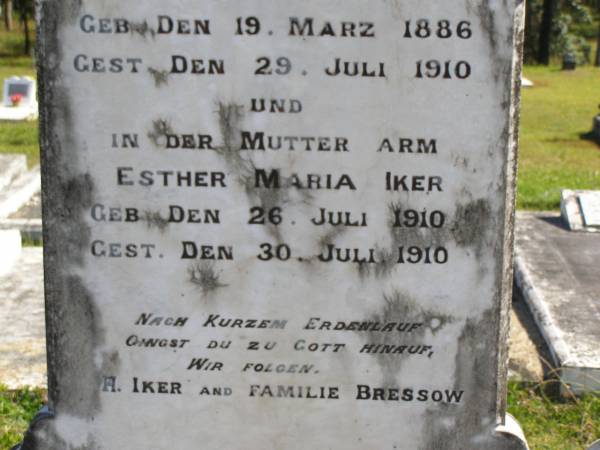 GEB. DEN 19. MARZ 1886
GEST. DEN 29. JULI 1910
UND
IN DER MUTTER ARM
ESTHER MARIA IKER
GEB. DEN 26. JULI 1910
GEST. DEN 30. JULI 1910
NACH KURZEM ERDENLAUF
GINGST DU ZU GOTT HINAUF,
WIR FOLGEN.
H. IKER AND FAMILIE BRESSOW